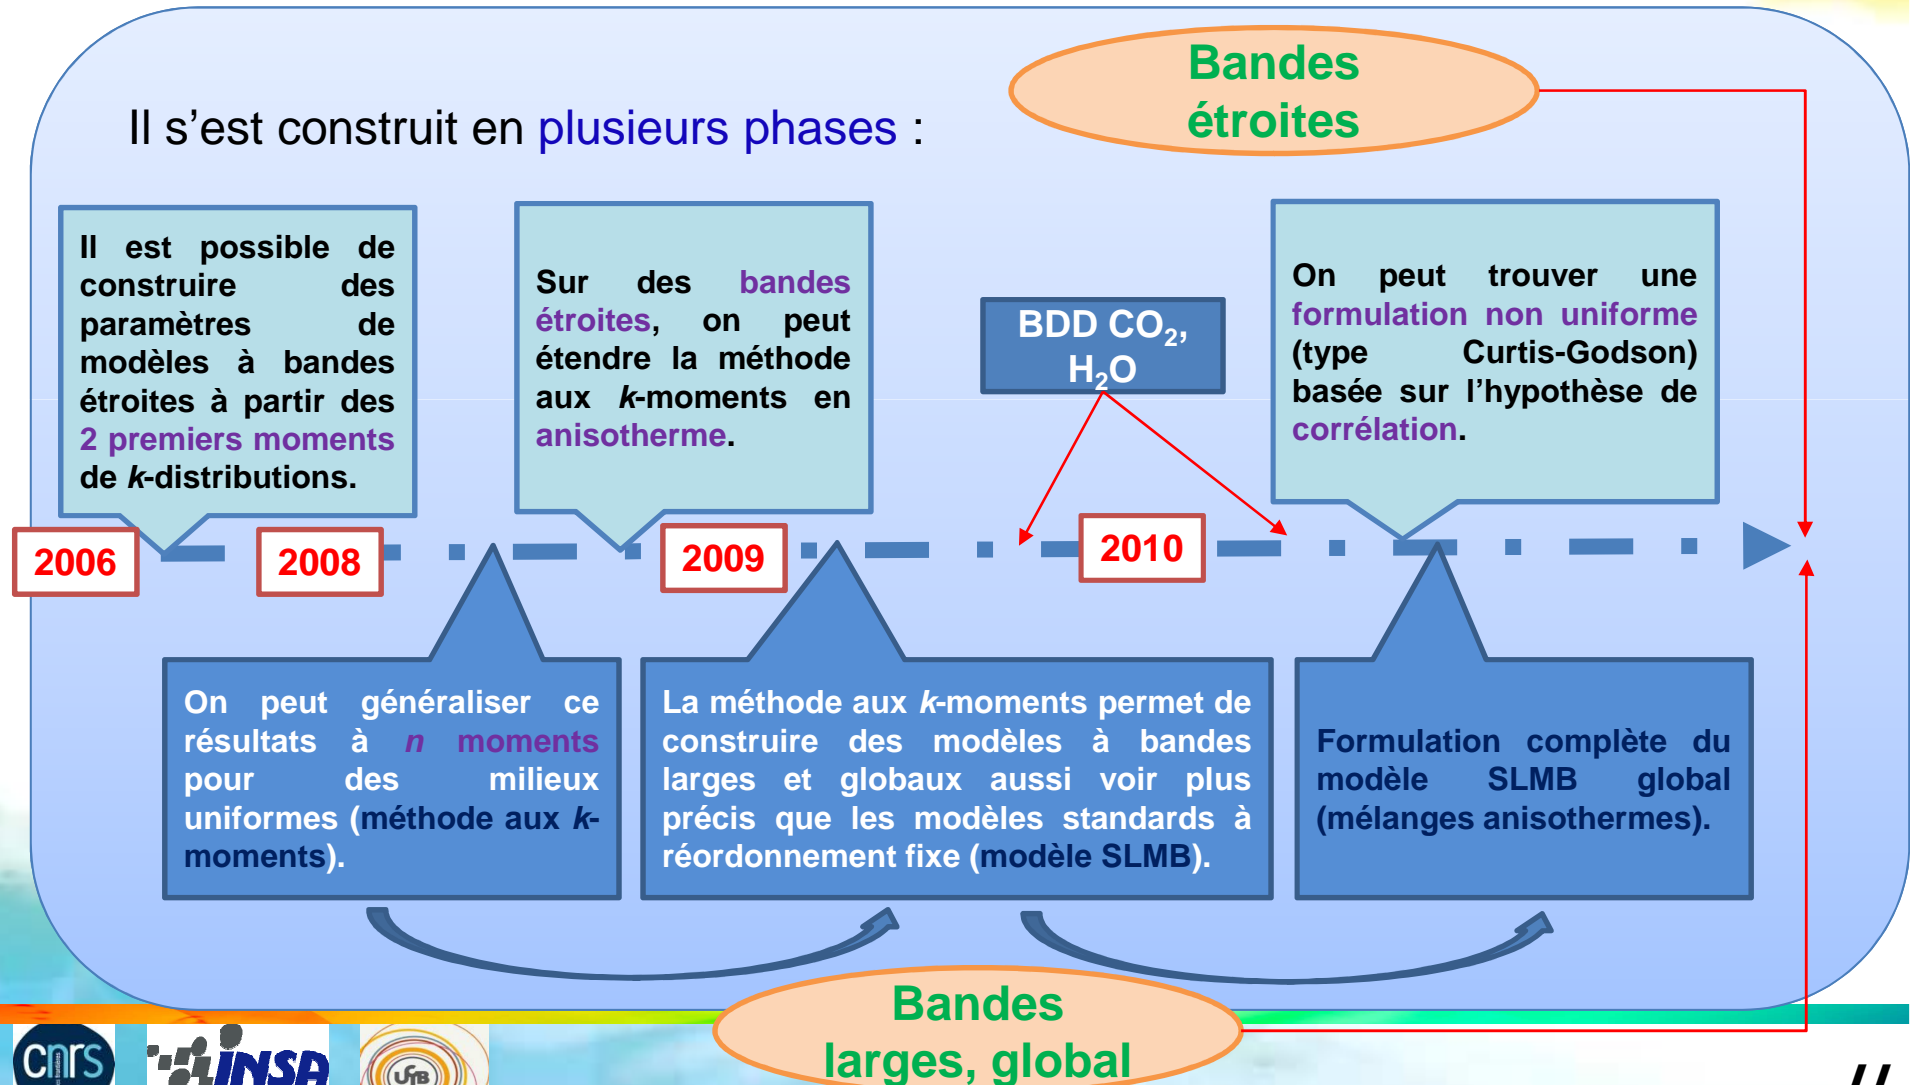 Bandes
étroites
Il s’est construit en plusieurs phases :
Il est possible de
construire des
paramètres de
modèles à bandes
étroites à partir des
2 premiers moments
de k-distributions.
Sur des bandes
étroites, on peut
étendre la méthode
aux k-moments en
anisotherme.
BDD CO₂,
H₂O
On peut trouver une
formulation non uniforme
(type Curtis-Godson)
basée sur l’hypothèse de
corrélation.
2006
2008
2009
2010
On peut généraliser ce
résultats à n moments
pour des milieux
uniformes (méthode aux k-
moments).
La méthode aux k-moments permet de
construire des modèles à bandes
larges et globaux aussi voir plus
précis que les modèles standards à
réordonnement fixe (modèle SLMB).
Formulation complète du
modèle SLMB global
(mélanges anisothermes).
Bandes
larges, global
cnrs
INSA